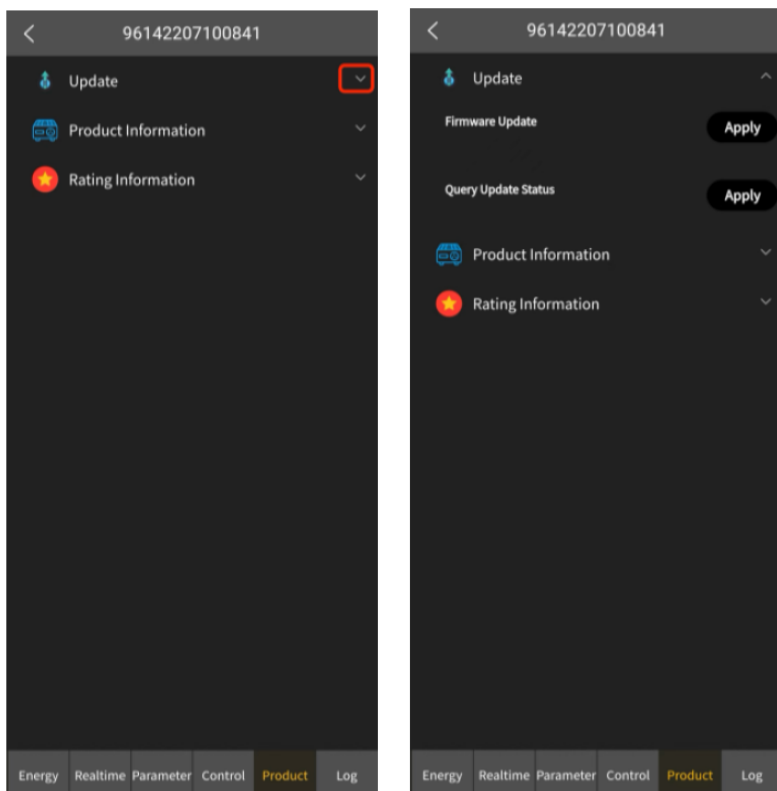 96142207100841
Update
Product Information
Rating Information
Energy Realtime Parameter Control Product Log
96142207100841
Update
Firmware Update Apply
Query Update Status Apply
Product Information
Rating Information
Energy Realtime Parameter Control Product Log